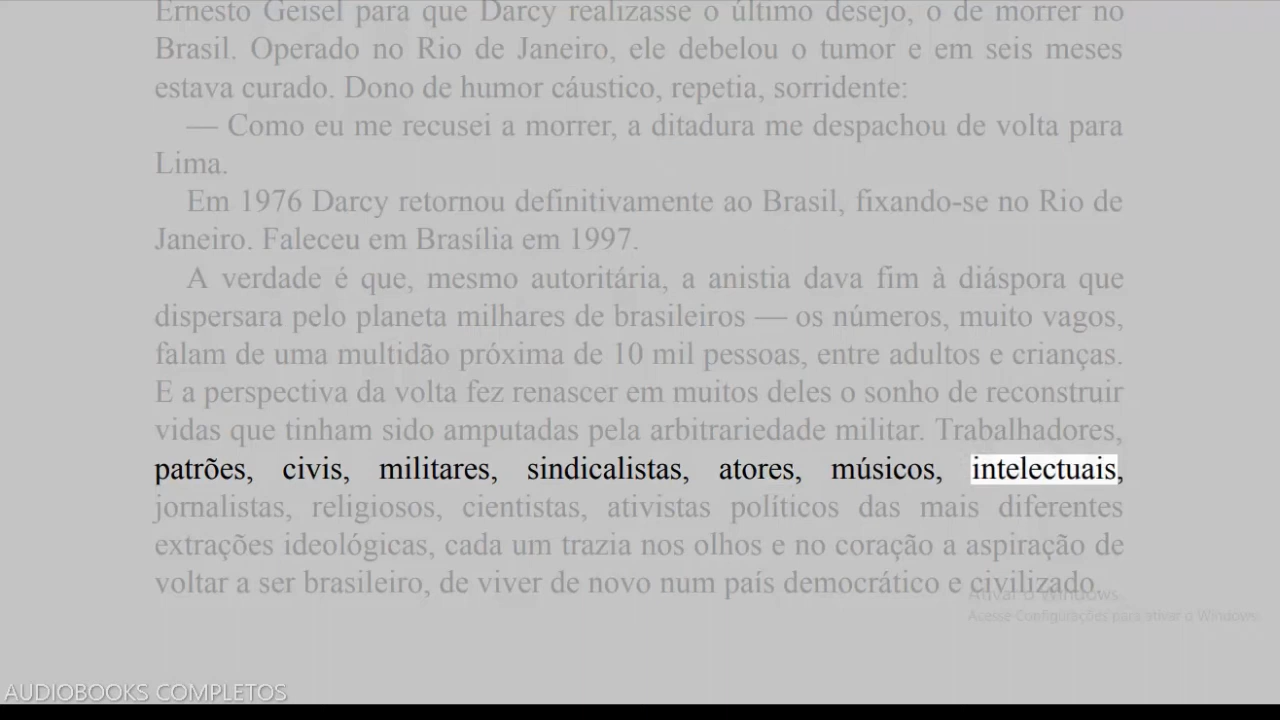 Ernesto Geisel para que Darcy realizasse o último desejo, o de morrer no
Brasil. Operado no Rio de Janeiro, ele debelou o tumor e em seis meses
estava curado. Dono de humor cáustico, repetia, sorridente:
— Como eu me recusei a morrer, a ditadura me despachou de volta para
Lima.
Em 1976 Darcy retornou definitivamente ao Brasil, fixando-se no Rio de
Janeiro. Faleceu em Brasília em 1997.
A verdade é que, mesmo autoritária, a anistia dava fim à diáspora que
dispersara pelo planeta milhares de brasileiros — os números, muito vagos,
falam de uma multidão próxima de 10 mil pessoas, entre adultos e crianças.
E a perspectiva da volta fez renascer em muitos deles o sonho de reconstruir
vidas que tinham sido amputadas pela arbitrariedade militar. Trabalhadores,
patrões, civis, militares, sindicalistas, atores, músicos, intelectuais,
jornalistas, religiosos, cientistas, ativistas políticos das mais diferentes
extrações ideológicas, cada um trazia nos olhos e no coração a aspiração de
voltar a ser brasileiro, de viver de novo num país democrático e civilizado.
Ativar o Windows
Acesse Configurações para ativar o Windows.
AUDIOBOOKS COMPLETOS